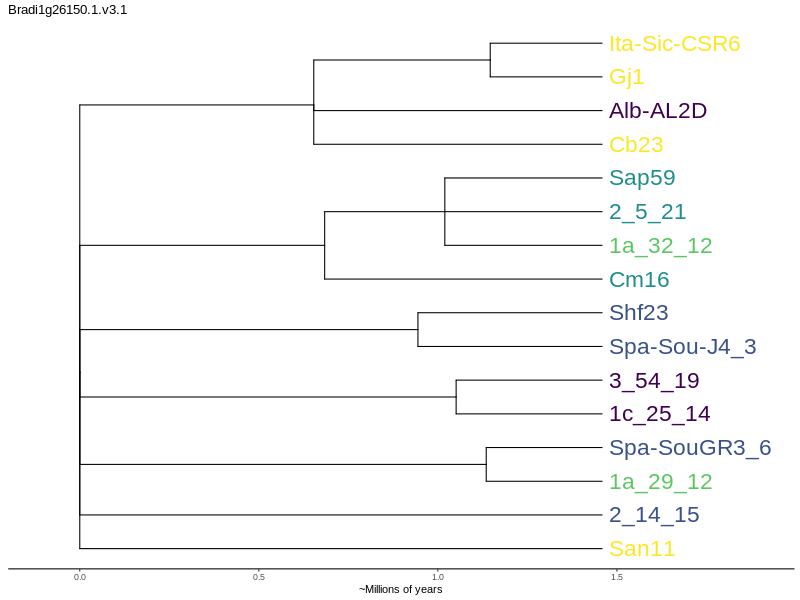 Bradi1g26150.1.v3.1
Ita-Sic-CSR6
Gj1
Alb-AL2D
Cb23
Sap59
2_5_21
1a_32_12
Cm16
Shf23
Spa-Sou-J4_3
3_54_19
1c_25_14
Spa-SouGR3_6
1a_29_12
2_14_15
San11
0.0 0.5 1.0 1.5
~Millions of years